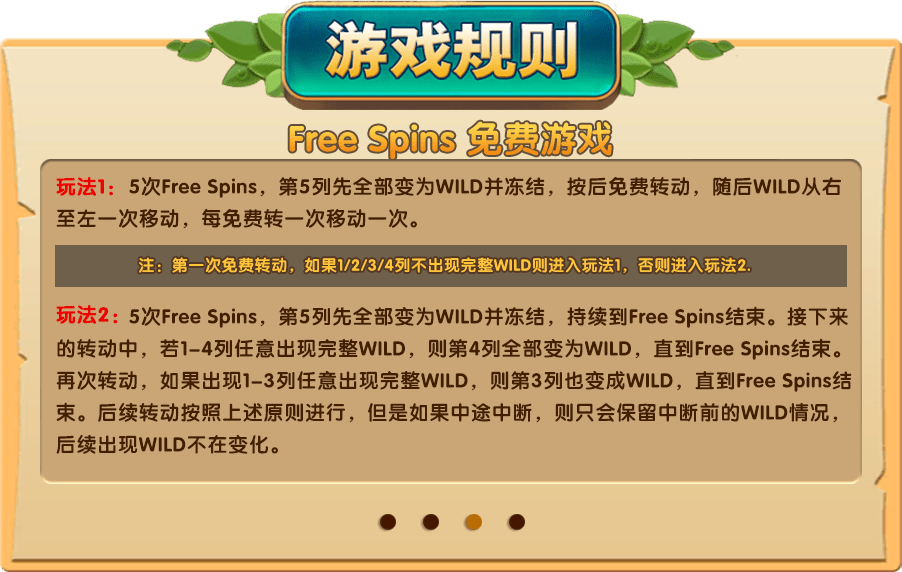 游戏规则
Free Spins 免费游戏
玩法1：5次Free Spins，第5列先全部变为WILD并冻结，按后免费转动，随后WILD从右
至左一次移动，每免费转一次移动一次。
注：第一次免费转动，如果1/2/3/4列不出现完整WILD则进入玩法1，否则进入玩法2.
玩法2：5次Free Spins，第5列先全部变为WILD并冻结，持续到Free Spins结束。接下来
的转动中，若1-4列任意出现完整WILD，则第4列全部变为WILD，直到Free Spins结束。
再次转动，如果出现1-3列任意出现完整WILD，则第3列也变成WILD，直到Free Spins结
束。后续转动按照上述原则进行，但是如果中途中断，则只会保留中断前的WILD情况，
后续出现WILD不在变化。